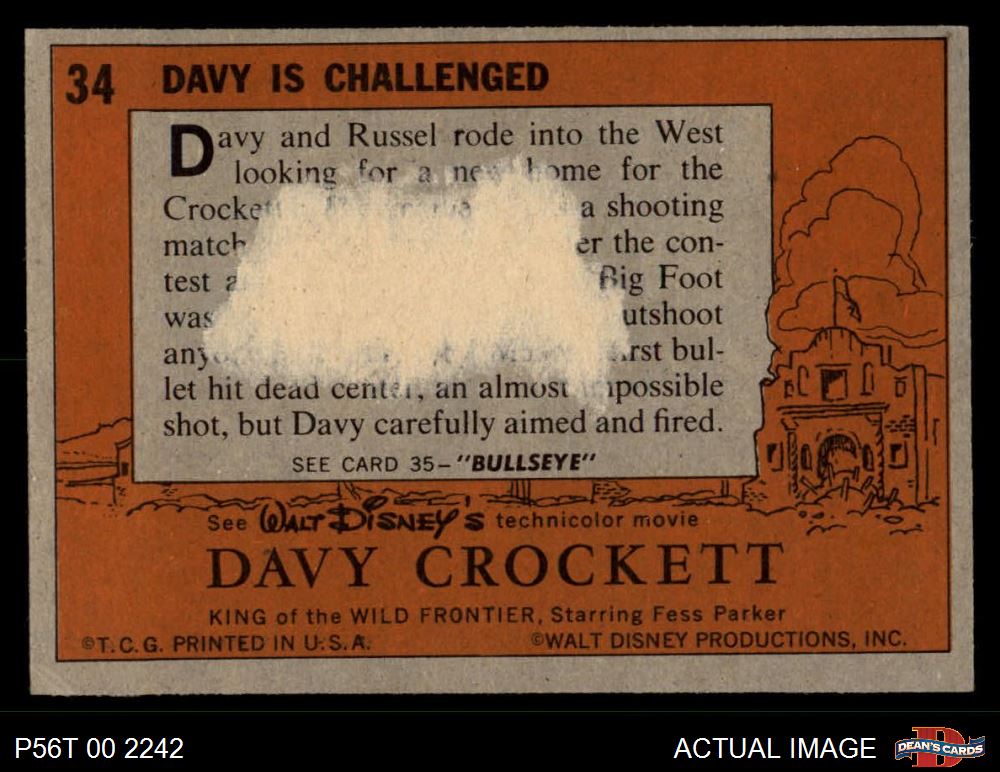 34 DAVY IS CHALLENGED
Davy and Russel rode into the West
looking for a new home for the
a shooting
match
er the con-
test
Big Foot
was
utshoot
first bul-
let hit dead center, an almost impossible
shot, but Davy carefully aimed and fired.
SEE CARD 35-"BULLSEYE"
See WALT DISNEY'S technicolor movie
DAVY CROCKETT
KING of the WILD FRONTIER, Starring Fess Parker
©T.C.G. PRINTED IN U.S.A. ©WALT DISNEY PRODUCTIONS, INC.
P56T 00 2242 ACTUAL IMAGE DEAN'S CARDS